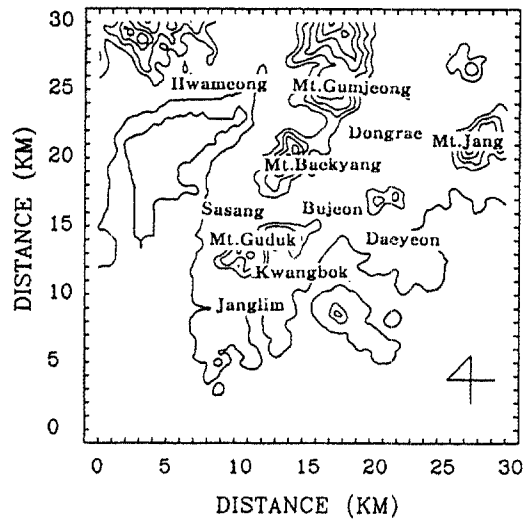 30
25
20
15
10
5
0
DISTANCE (KM)
Hwameong
Mt.Gumjeong
Dongrae
Mt.Jang
Mt.Baekyang
Sasang
Bujeon
Mt.Guduk
Daeyeon
Kwangbok
Janglim
0 5 10 15 20 25 30
DISTANCE (KM)